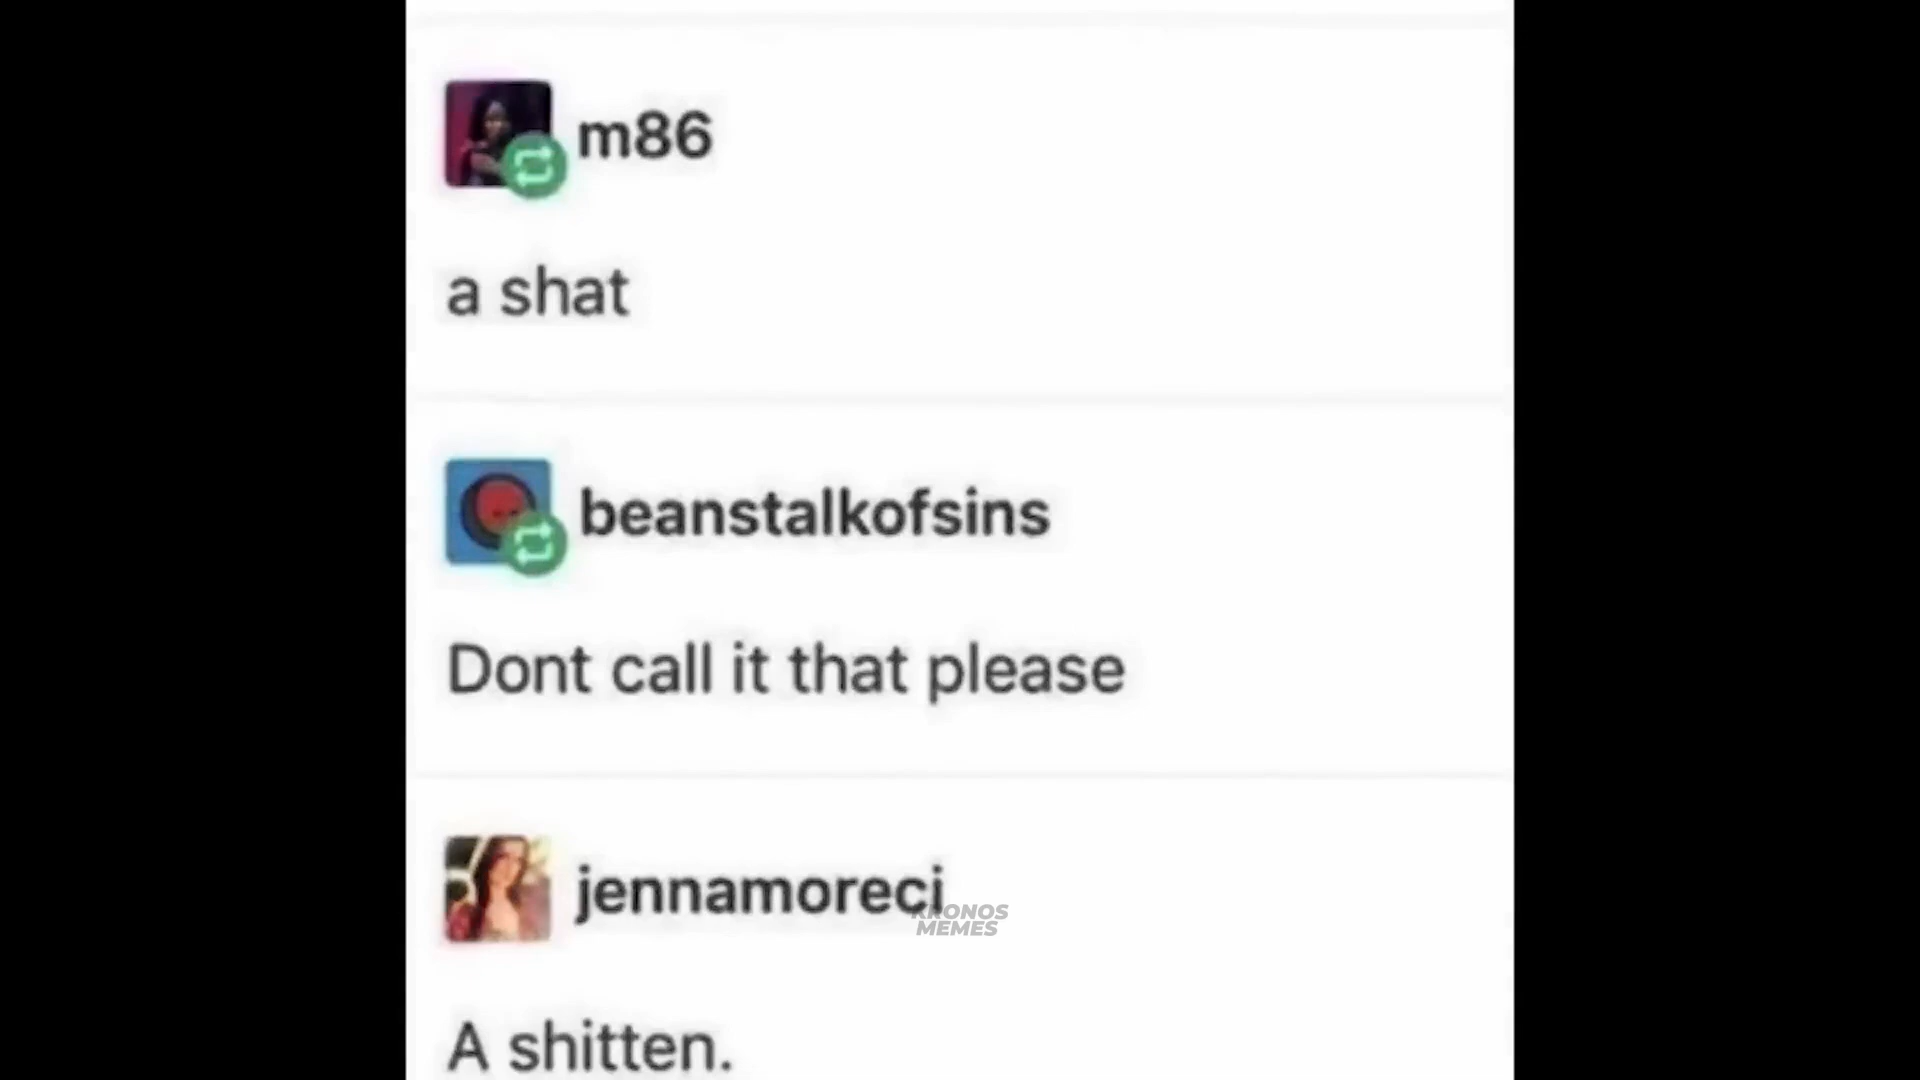 m86
a shat
beanstalkofsins
Dont call it that please
jennamoreci
KRONOS
MEMES
A shitten.